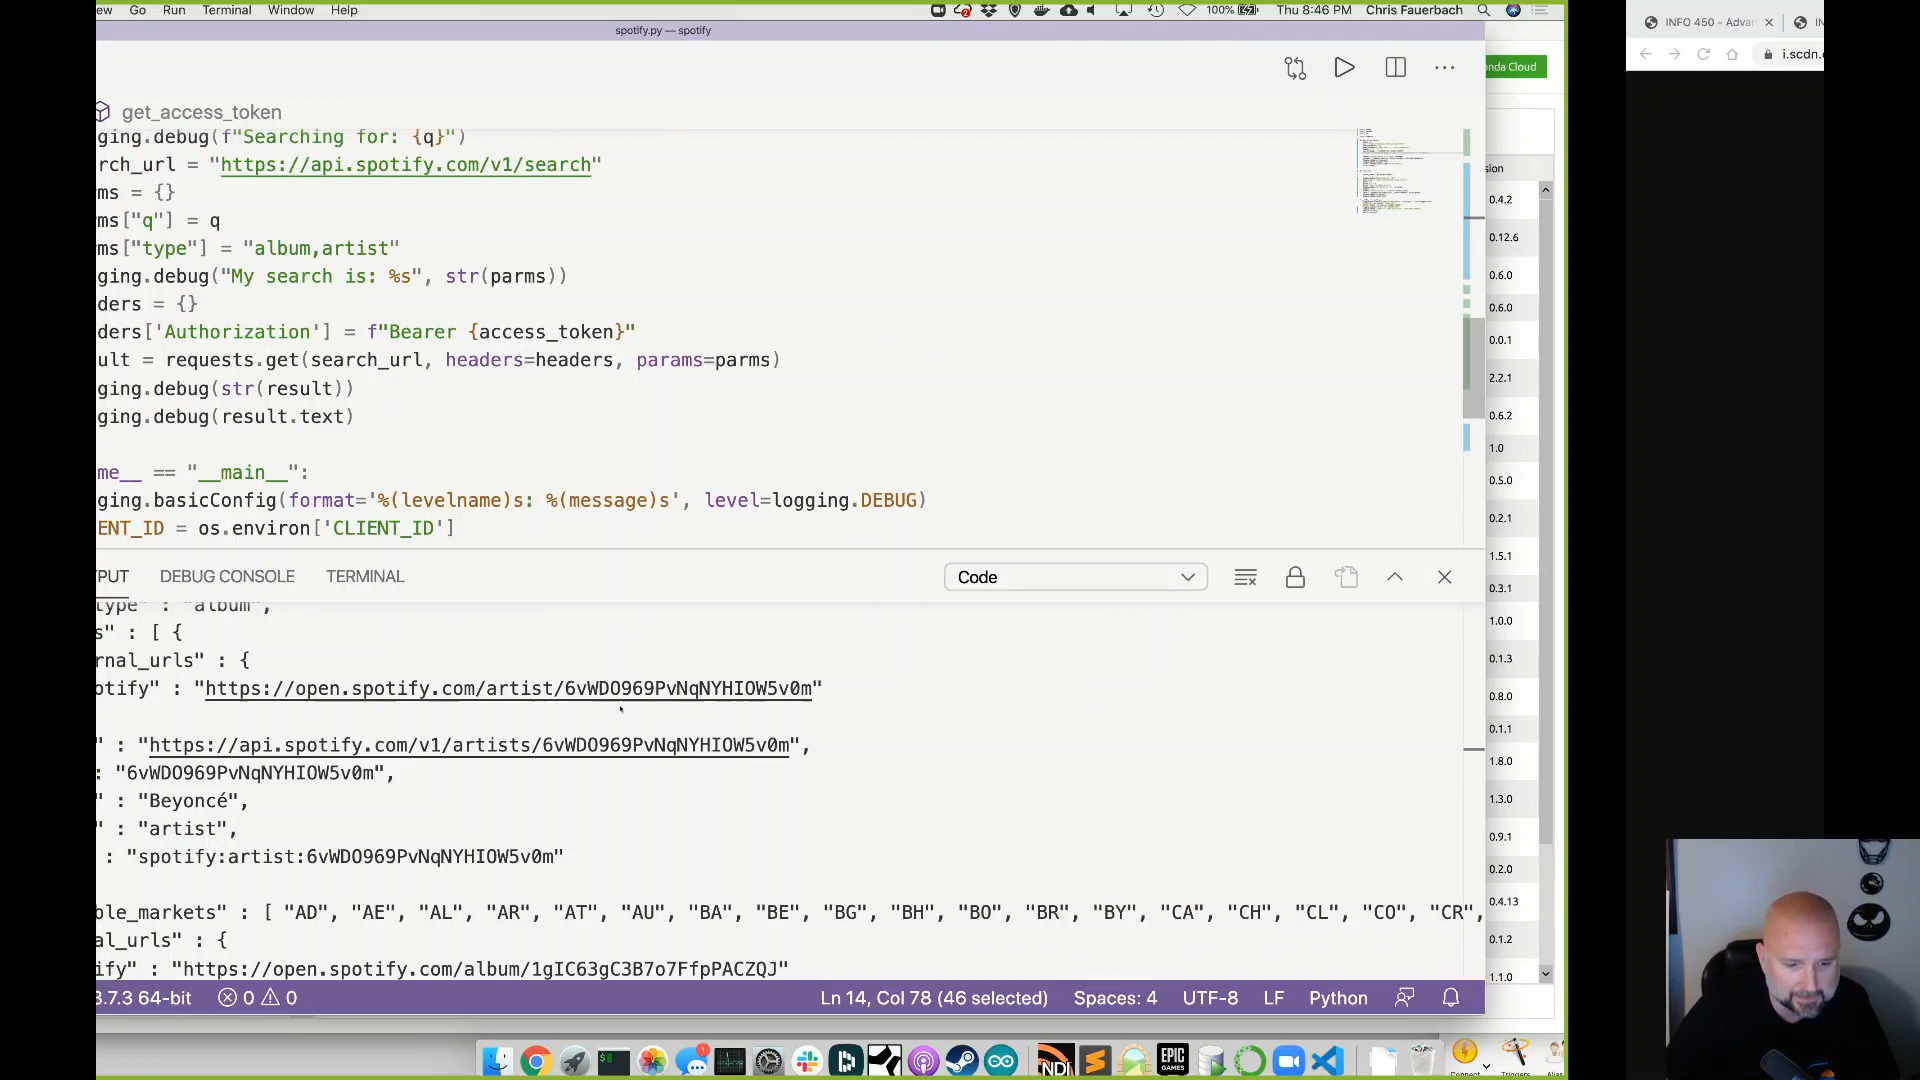 ew Go Run Terminal Window Help
100% Thu 8:46 PM Chris Fauerbach
spotify.py — spotify
INFO 450 - Advan
i.scdn.
nda Cloud
get_access_token
ging.debug(f"Searching for: {q}")
rch_url = "https://api.spotify.com/v1/search"
ms = {}
ms["q"] = q
ms["type"] = "album,artist"
ging.debug("My search is: %s", str(parms))
ders = {}
ders['Authorization'] = f"Bearer {access_token}"
ult = requests.get(search_url, headers=headers, params=parms)
ging.debug(str(result))
ging.debug(result.text)
me__ == "__main__":
ging.basicConfig(format='%(levelname)s: %(message)s', level=logging.DEBUG)
ENT_ID = os.environ['CLIENT_ID']
PUT DEBUG CONSOLE TERMINAL Code
type" : "album",
s" : [ {
rnal_urls" : {
otify" : "https://open.spotify.com/artist/6vWDO969PvNqNYHIOW5v0m"
" : "https://api.spotify.com/v1/artists/6vWDO969PvNqNYHIOW5v0m",
: "6vWDO969PvNqNYHIOW5v0m",
" : "Beyoncé",
" : "artist",
: "spotify:artist:6vWDO969PvNqNYHIOW5v0m"
ble_markets" : [ "AD", "AE", "AL", "AR", "AT", "AU", "BA", "BE", "BG", "BH", "BO", "BR", "BY", "CA", "CH", "CL", "CO", "CR",
al_urls" : {
ify" : "https://open.spotify.com/album/1gIC63gC3B7o7FfpPACZQJ"
3.7.3 64-bit 0 0 Ln 14, Col 78 (46 selected) Spaces: 4 UTF-8 LF Python
sion
0.4.2
0.12.6
0.6.0
0.6.0
0.0.1
2.2.1
0.6.2
1.0
0.5.0
0.2.1
1.5.1
0.3.1
1.0.0
0.1.3
0.8.0
0.1.1
1.8.0
1.3.0
0.9.1
0.2.0
0.4.13
0.1.2
1.1.0
NDI
EPIC
GAMES
Connect Triggers